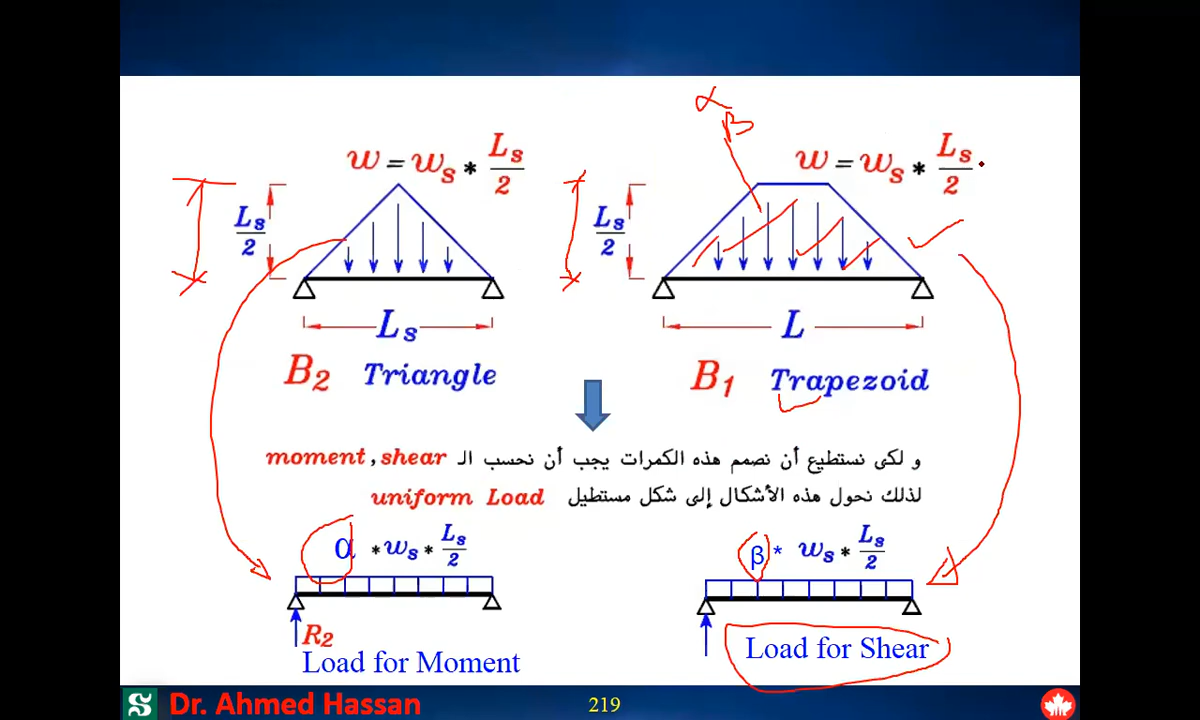 α
β
w = ws * Ls/2
w = ws * Ls/2
Ls/2
Ls/2
Ls
L
B2 Triangle
B1 Trapezoid
و لكى نستطيع أن نصمم هذه الكمرات يجب أن نحسب الـ moment, shear
لذلك نحول هذه الأشكال إلى شكل مستطيل uniform Load
α * ws * Ls/2
β * ws * Ls/2
R2
Load for Moment
Load for Shear
S Dr. Ahmed Hassan
219